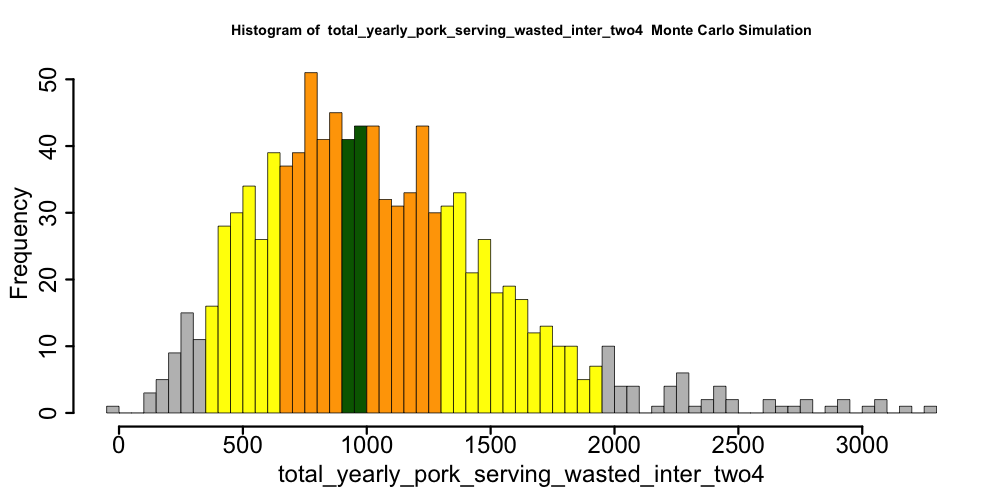 Histogram of  total_yearly_pork_serving_wasted_inter_two4  Monte Carlo Simulation
Frequency
50
40
30
20
10
0
0 500 1000 1500 2000 2500 3000
total_yearly_pork_serving_wasted_inter_two4